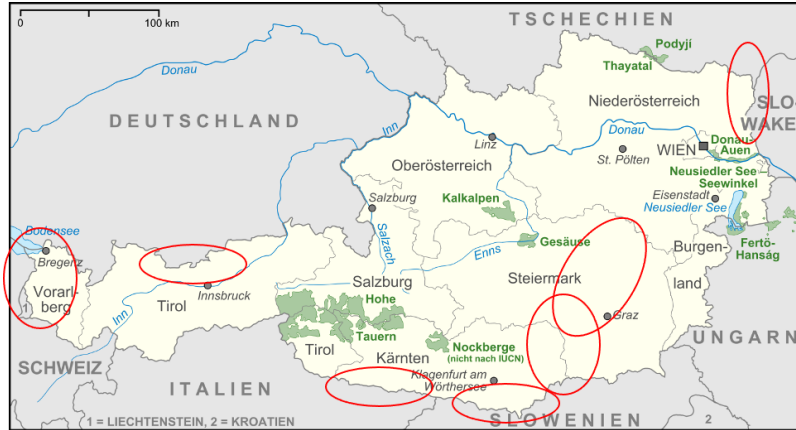 0 100 km
TSCHECHIEN
Podyjí
Thayatal
Donau
Niederösterreich
SLO-
WAKEI
DEUTSCHLAND
Inn
Linz
Donau
WIEN
Donau-
Auen
St. Pölten
Oberösterreich
Neusiedler See -
Seewinkel
Salzburg
Kalkalpen
Eisenstadt
Neusiedler See
Bodensee
Salzach
Enns
Gesäuse
Fertö-
Hanság
Bregenz
Burgen-
land
Vorarl-
berg
1
Tirol
Innsbruck
Salzburg
Steiermark
Hohe
Tauern
Inn
Graz
UNGARN
Tirol
Kärnten
Nockberge
(nicht nach IUCN)
SCHWEIZ
Klagenfurt am
Wörthersee
ITALIEN
SLOWENIEN
2
1 = LIECHTENSTEIN, 2 = KROATIEN